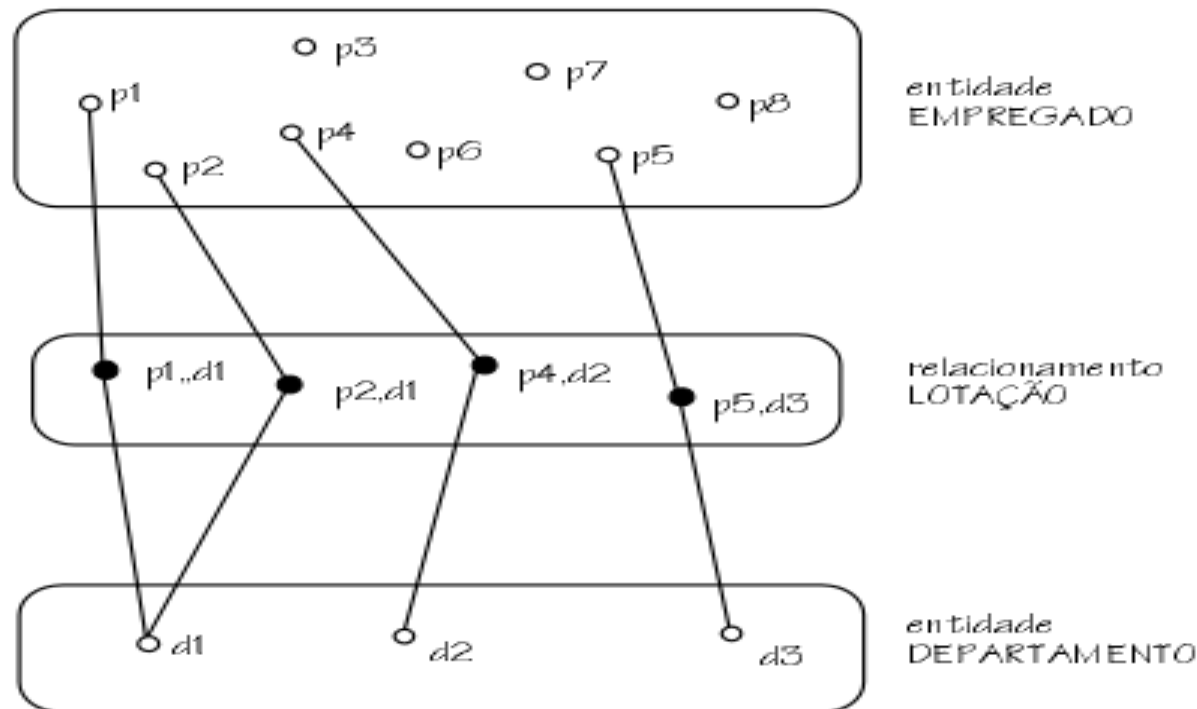 p3
p7
p1
p8
entidade
EMPREGADO
p4
p6
p5
p2
p1,,d1
p2,d1
p4,d2
p5,d3
relacionamento
LOTAÇÃO
d1
d2
d3
entidade
DEPARTAMENTO